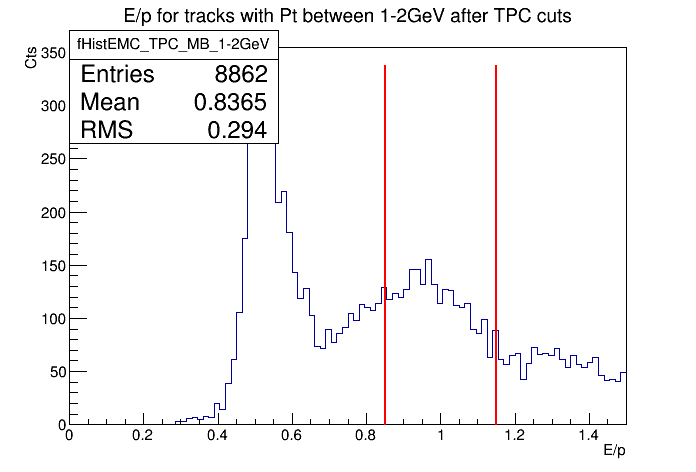 E/p for tracks with Pt between 1-2GeV after TPC cuts
fHistEMC_TPC_MB_1-2GeV
Entries 8862
Mean 0.8365
RMS 0.294
Cts
350
300
250
200
150
100
50
0
0 0.2 0.4 0.6 0.8 1 1.2 1.4
E/p